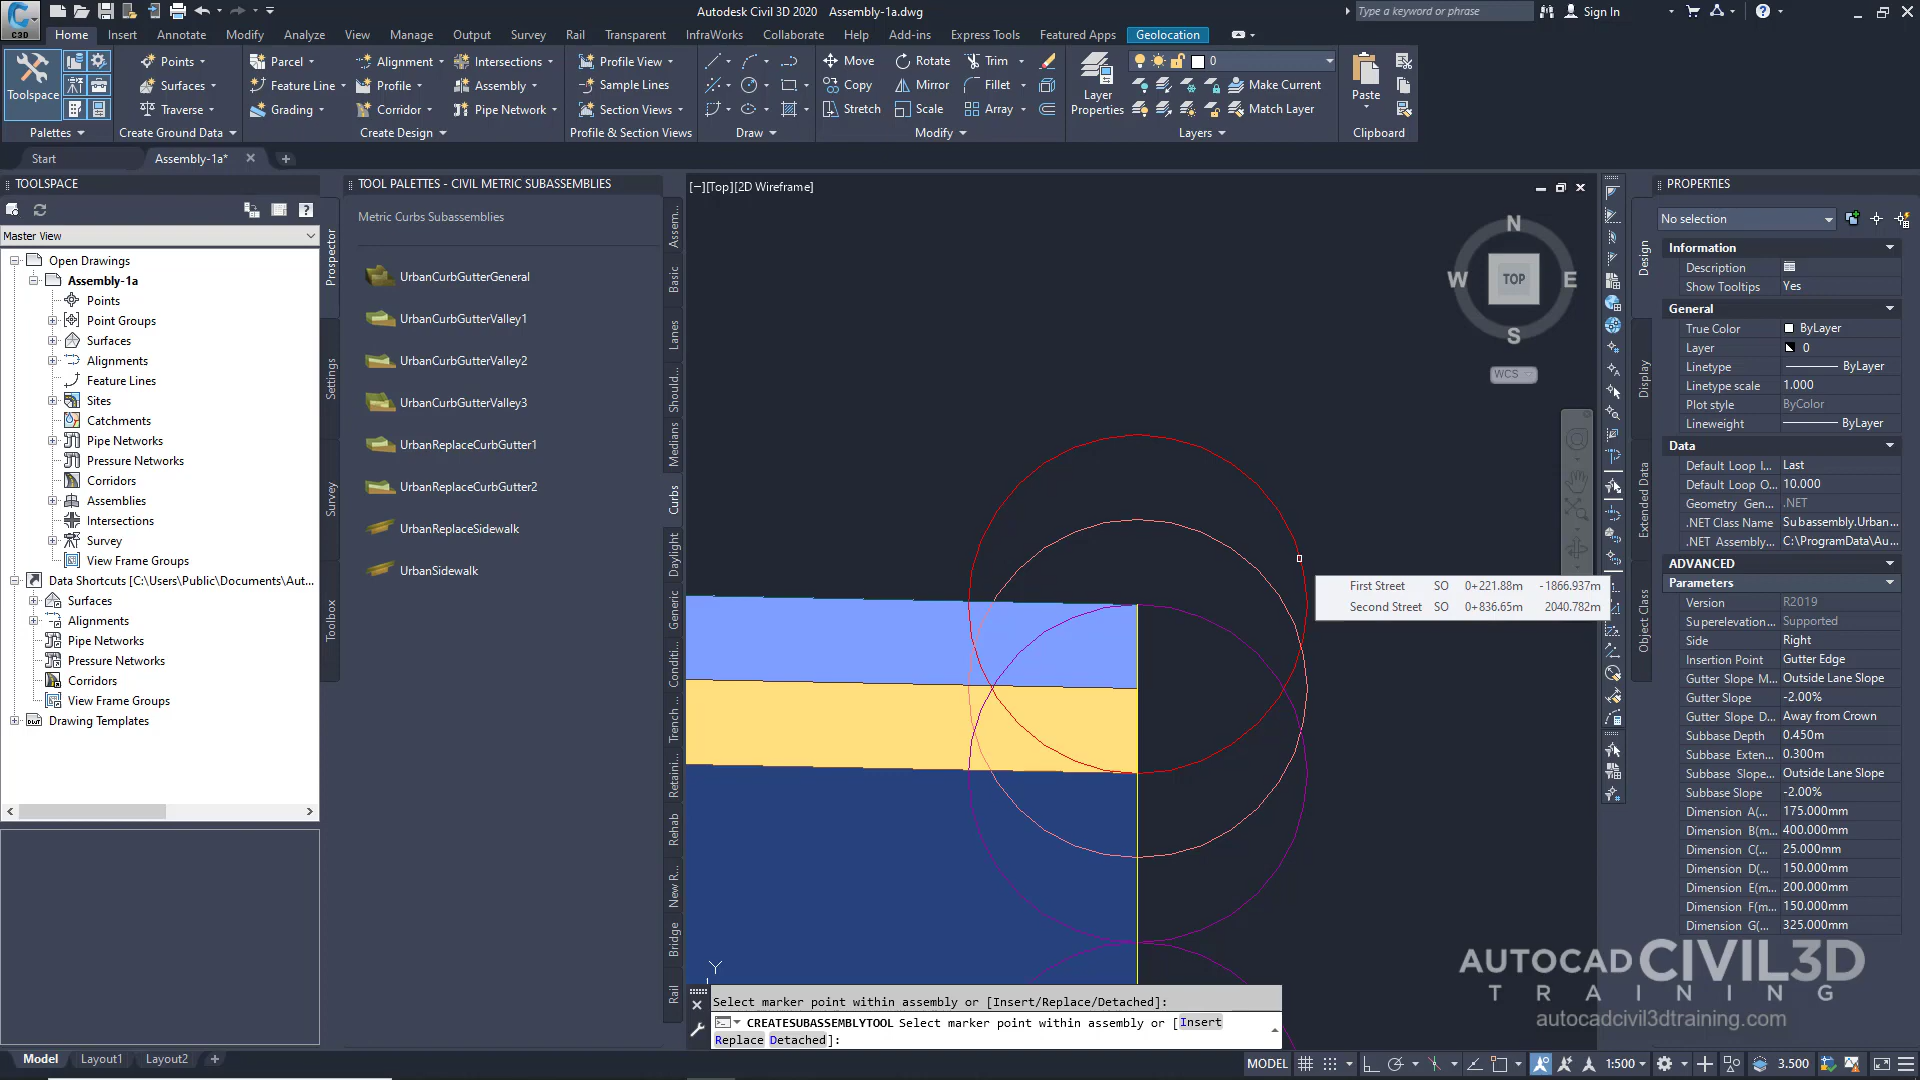 Autodesk Civil 3D 2020 Assembly-1a.dwg
Type a keyword or phrase
Sign In
C3D
Home Insert Annotate Modify Analyze View Manage Output Survey Rail Transparent InfraWorks Collaborate Help Add-ins Express Tools Featured Apps Geolocation
Toolspace
Points
Surfaces
Traverse
Parcel
Feature Line
Grading
Alignment
Profile
Corridor
Intersections
Assembly
Pipe Network
Profile View
Sample Lines
Section Views
Move Rotate Trim
Copy Mirror Fillet
Stretch Scale Array
Layer
Properties
0
Make Current
Match Layer
Paste
Palettes Create Ground Data Create Design Profile & Section Views Draw Modify Layers Clipboard
Start Assembly-1a*
TOOLSPACE
Master View
Open Drawings
Assembly-1a
Points
Point Groups
Surfaces
Alignments
Feature Lines
Sites
Catchments
Pipe Networks
Pressure Networks
Corridors
Assemblies
Intersections
Survey
View Frame Groups
Data Shortcuts [C:\Users\Public\Documents\Aut...
Surfaces
Alignments
Pipe Networks
Pressure Networks
Corridors
View Frame Groups
Drawing Templates
Prospector
Settings
Survey
Toolbox
TOOL PALETTES - CIVIL METRIC SUBASSEMBLIES
Metric Curbs Subassemblies
UrbanCurbGutterGeneral
UrbanCurbGutterValley1
UrbanCurbGutterValley2
UrbanCurbGutterValley3
UrbanReplaceCurbGutter1
UrbanReplaceCurbGutter2
UrbanReplaceSidewalk
UrbanSidewalk
Assem...
Basic
Lanes
Should...
Medians
Curbs
Daylight
Generic
Conditi...
Trench ...
Retaini...
Rehab
New R...
Bridge
Rail
[−][Top][2D Wireframe]
N
W TOP E
S
WCS
First Street SO 0+221.88m -1866.937m
Second Street SO 0+836.65m 2040.782m
Y
Select marker point within assembly or [Insert/Replace/Detached]:
CREATESUBASSEMBLYTOOL Select marker point within assembly or [Insert
Replace Detached]:
PROPERTIES
No selection
Design
Display
Extended Data
Object Class
Information
Description
Show Tooltips Yes
General
True Color ByLayer
Layer 0
Linetype ByLayer
Linetype scale 1.000
Plot style ByColor
Lineweight ByLayer
Data
Default Loop I... Last
Default Loop O... 10.000
Geometry Gen... .NET
.NET Class Name Subassembly.Urban...
.NET Assembly... C:\ProgramData\Au...
ADVANCED
Parameters
Version R2019
Superelevation... Supported
Side Right
Insertion Point Gutter Edge
Gutter Slope M... Outside Lane Slope
Gutter Slope -2.00%
Gutter Slope D... Away from Crown
Subbase Depth 0.450m
Subbase Exten... 0.300m
Subbase Slope... Outside Lane Slope
Subbase Slope -2.00%
Dimension A(... 175.000mm
Dimension B(m... 400.000mm
Dimension C(... 25.000mm
Dimension D(... 150.000mm
Dimension E(m... 200.000mm
Dimension F(m... 150.000mm
Dimension G(... 325.000mm
AUTOCAD CIVIL3D
TRAINING
autocadcivil3dtraining.com
Model Layout1 Layout2
MODEL 1:500 3.500